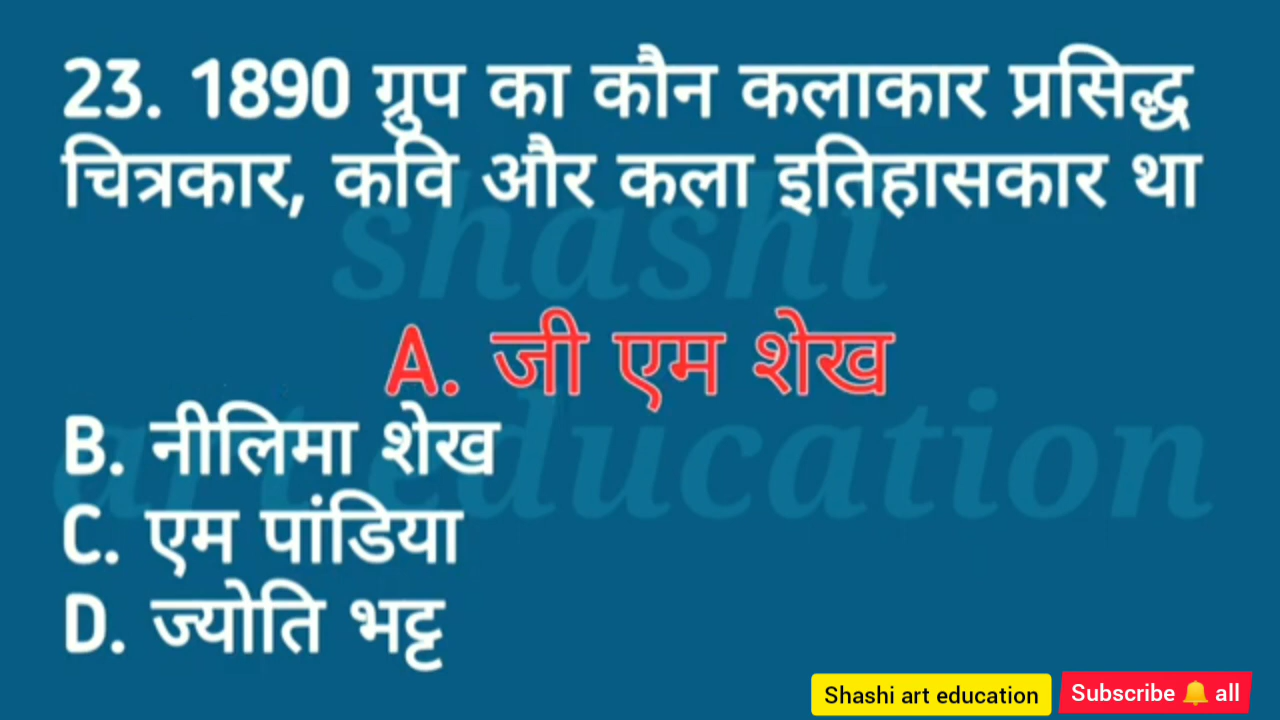 23. 1890 ग्रुप का कौन कलाकार प्रसिद्ध
चित्रकार, कवि और कला इतिहासकार था
shashi
A. जी एम शेख
art education
B. नीलिमा शेख
C. एम पांडिया
D. ज्योति भट्ट
Shashi art education
Subscribe 🔔 all